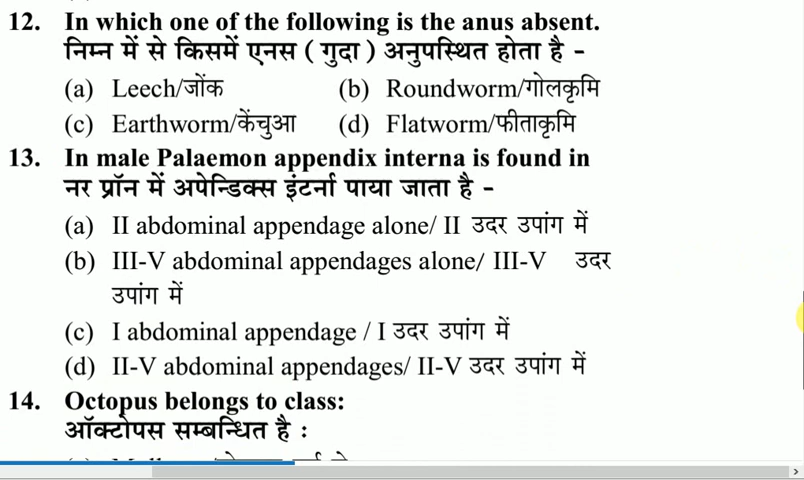 12. In which one of the following is the anus absent.
निम्न में से किसमें एनस ( गुदा ) अनुपस्थित होता है -
(a) Leech/जोंक (b) Roundworm/गोलकृमि
(c) Earthworm/केंचुआ (d) Flatworm/फीताकृमि
13. In male Palaemon appendix interna is found in
नर प्रॉन में अपेन्डिक्स इंटर्ना पाया जाता है -
(a) II abdominal appendage alone/ II उदर उपांग में
(b) III-V abdominal appendages alone/ III-V उदर
उपांग में
(c) I abdominal appendage / I उदर उपांग में
(d) II-V abdominal appendages/ II-V उदर उपांग में
14. Octopus belongs to class:
ऑक्टोपस सम्बन्धित है :